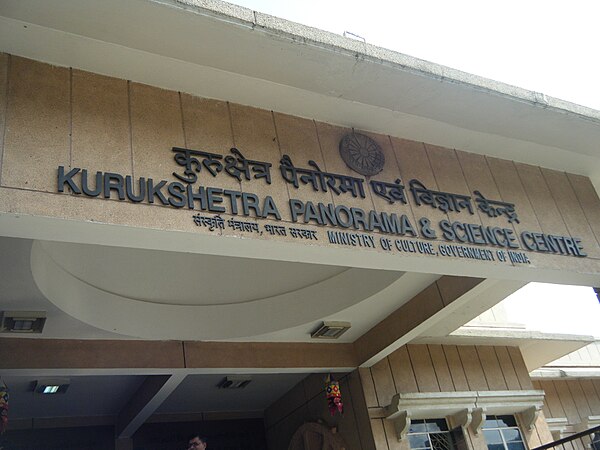 कुरुक्षेत्र पैनोरमा एवं विज्ञान केन्द्र
KURUKSHETRA PANORAMA & SCIENCE CENTRE
संस्कृति मंत्रालय, भारत सरकार MINISTRY OF CULTURE, GOVERNMENT OF INDIA